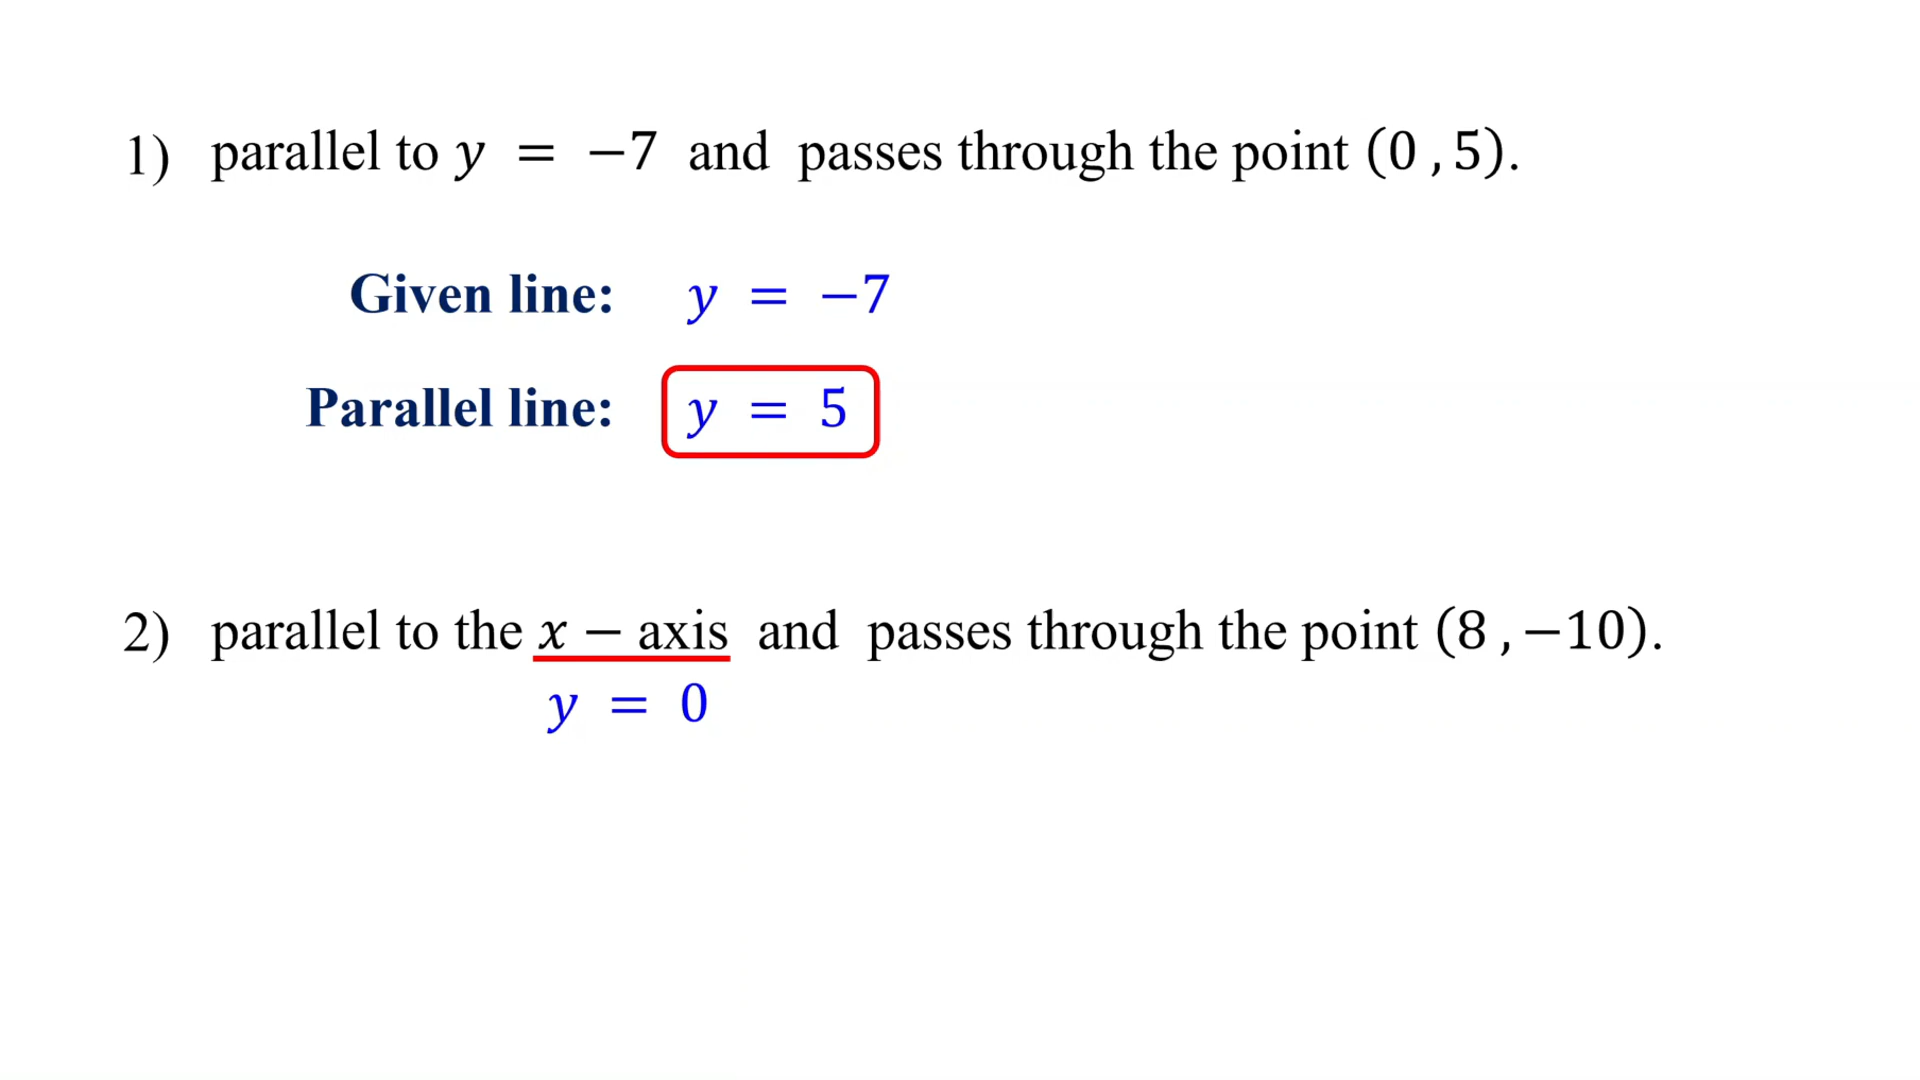 1) parallel to y = −7 and passes through the point (0 , 5).
Given line: y = −7
Parallel line: y = 5
2) parallel to the x − axis and passes through the point (8 , −10).
y = 0